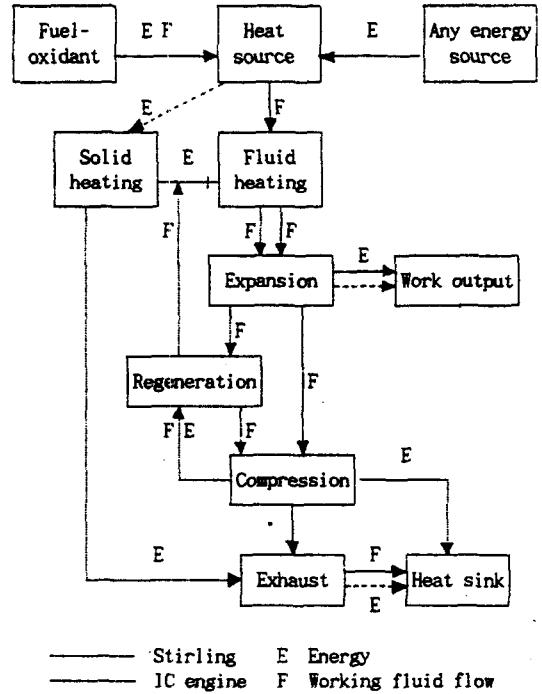 Fuel-
oxidant
E F
Heat
source
E
Any energy
source
E
F
Solid
heating
E
Fluid
heating
F
F
F
E
Expansion
Work output
F
F
Regeneration
F E
F
E
Compression
E
F
Exhaust
Heat sink
E
Stirling E Energy
IC engine F Working fluid flow